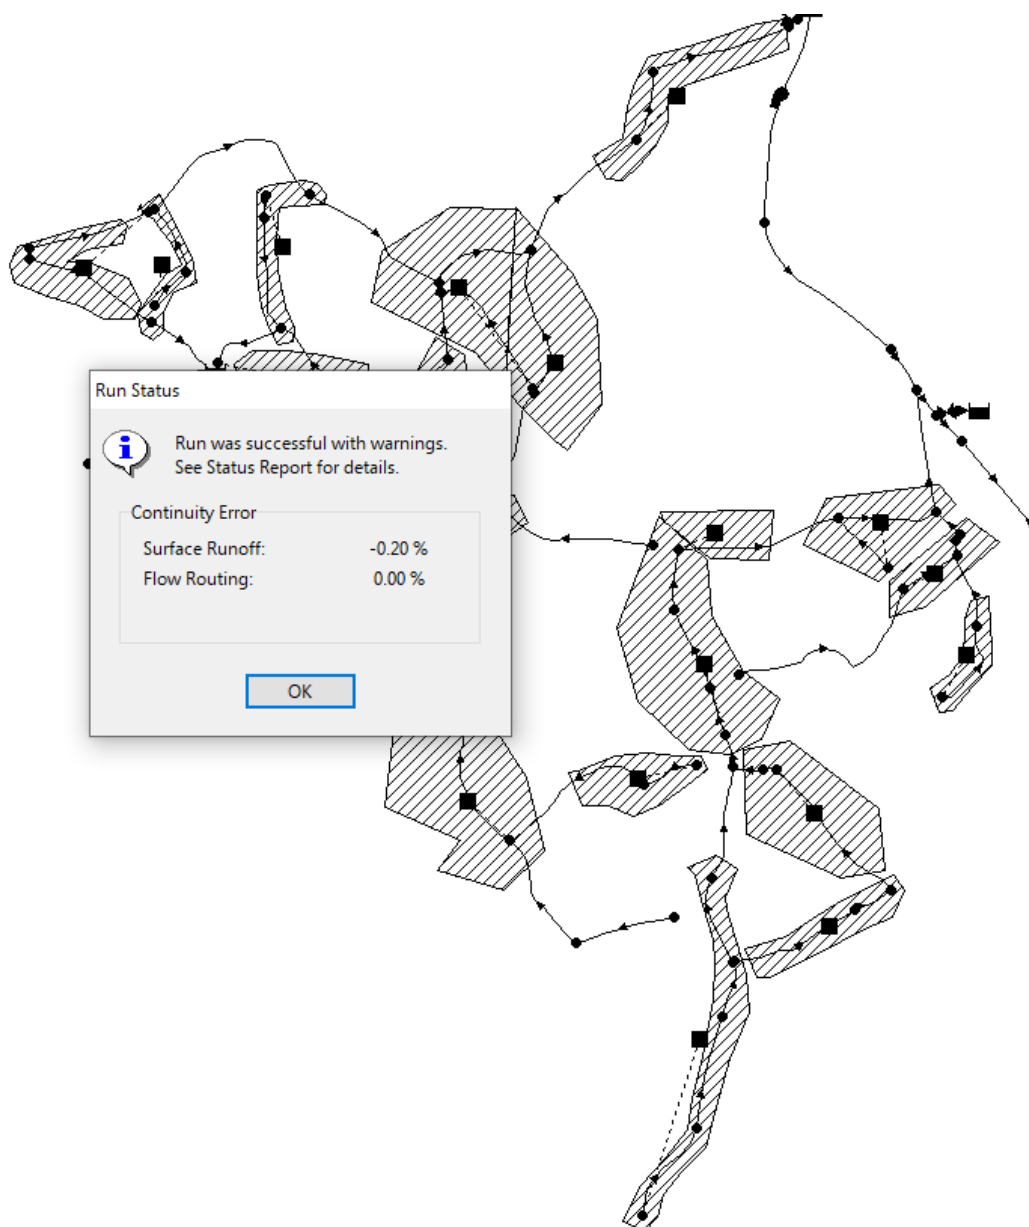 Run Status
Run was successful with warnings.
See Status Report for details.
Continuity Error
Surface Runoff: -0.20 %
Flow Routing: 0.00 %
OK